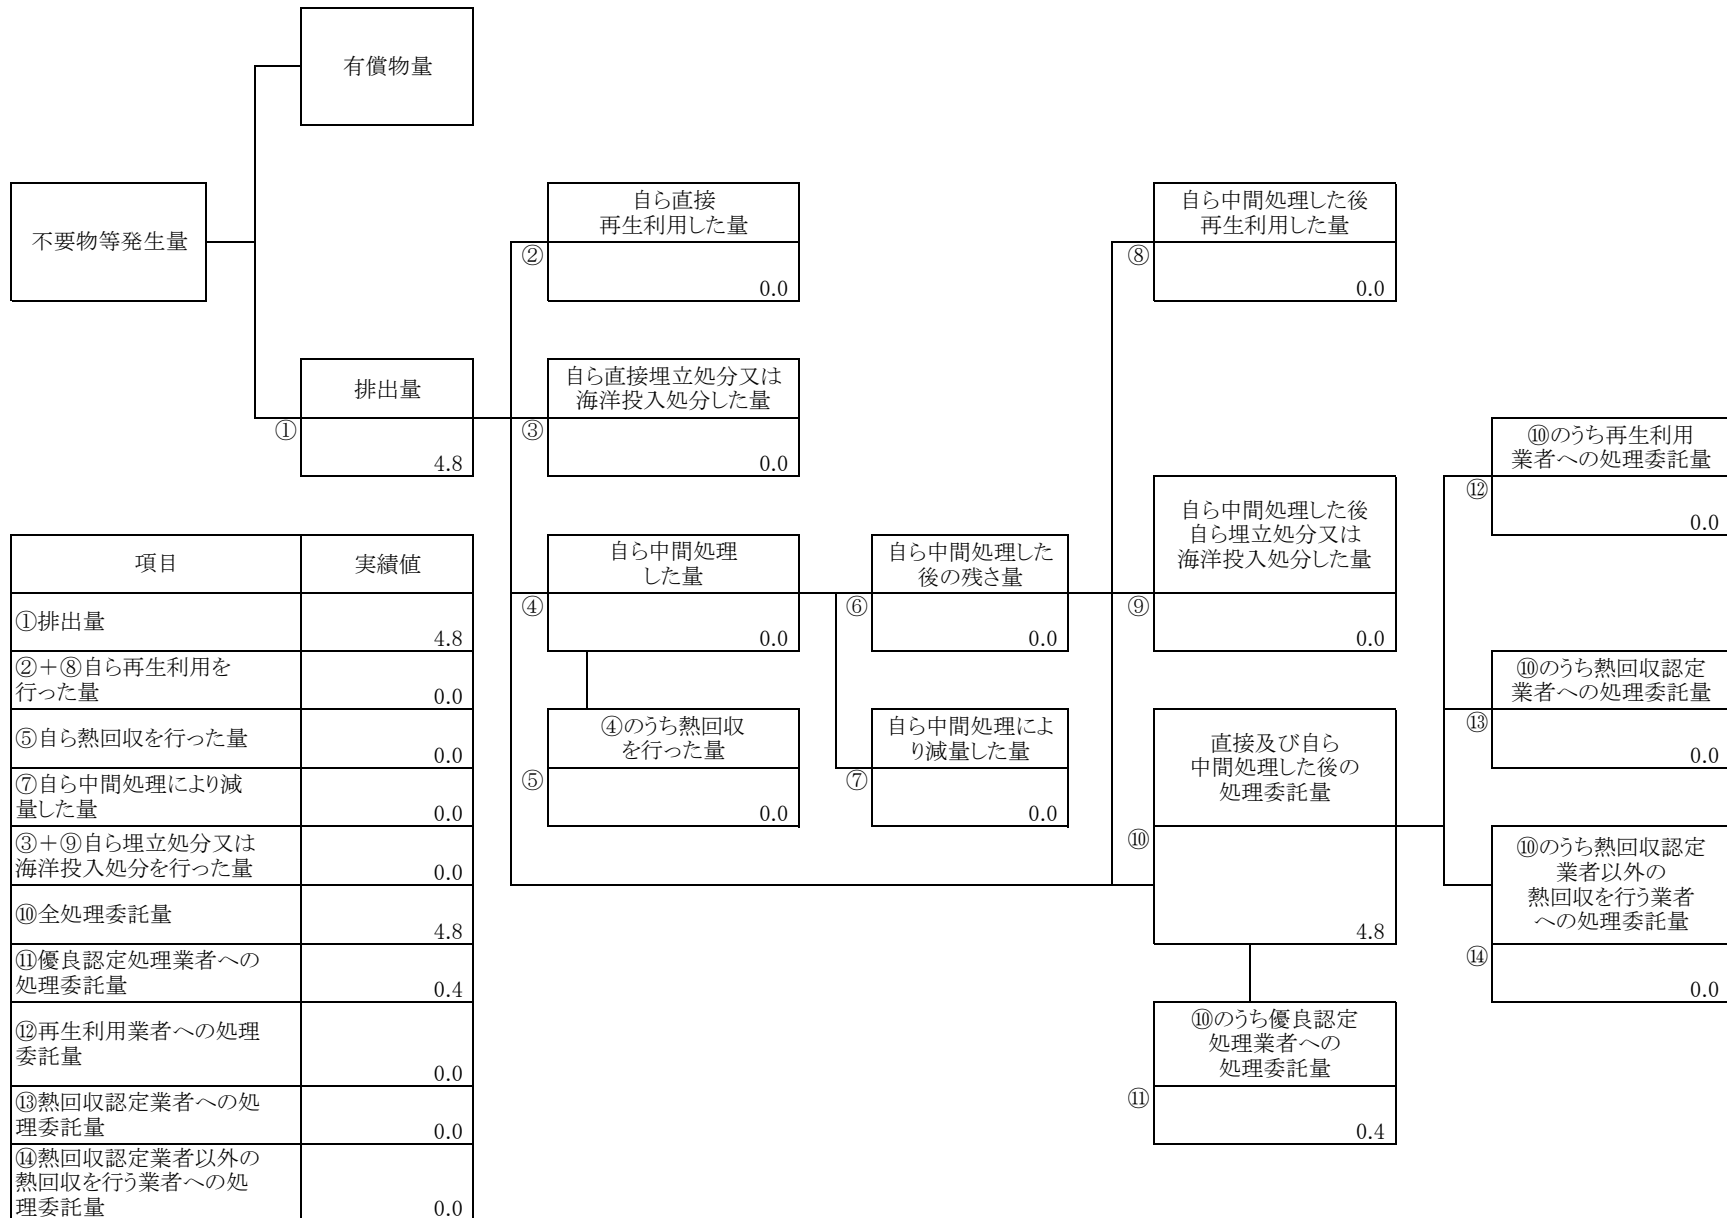 有償物量
不要物等発生量
自ら直接
再生利用した量
②
0.0
自ら中間処理した後
再生利用した量
⑧
0.0
排出量
①
4.8
自ら直接埋立処分又は
海洋投入処分した量
③
0.0
⑩のうち再生利用
業者への処理委託量
⑫
0.0
自ら中間処理
した量
④
0.0
自ら中間処理した
後の残さ量
⑥
0.0
自ら中間処理した後
自ら埋立処分又は
海洋投入処分した量
⑨
0.0
④のうち熱回収
を行った量
⑤
0.0
自ら中間処理によ
り減量した量
⑦
0.0
直接及び自ら
中間処理した後の
処理委託量
⑩
4.8
⑩のうち熱回収認定
業者への処理委託量
⑬
0.0
⑩のうち熱回収認定
業者以外の
熱回収を行う業者
への処理委託量
⑭
0.0
⑩のうち優良認定
処理業者への
処理委託量
⑪
0.4
項目 実績値
①排出量
4.8
②＋⑧自ら再生利用を
行った量
0.0
⑤自ら熱回収を行った量
0.0
⑦自ら中間処理により減
量した量
0.0
③＋⑨自ら埋立処分又は
海洋投入処分を行った量
0.0
⑩全処理委託量
4.8
⑪優良認定処理業者への
処理委託量
0.4
⑫再生利用業者への処理
委託量
0.0
⑬熱回収認定業者への処
理委託量
0.0
⑭熱回収認定業者以外の
熱回収を行う業者への処
理委託量
0.0